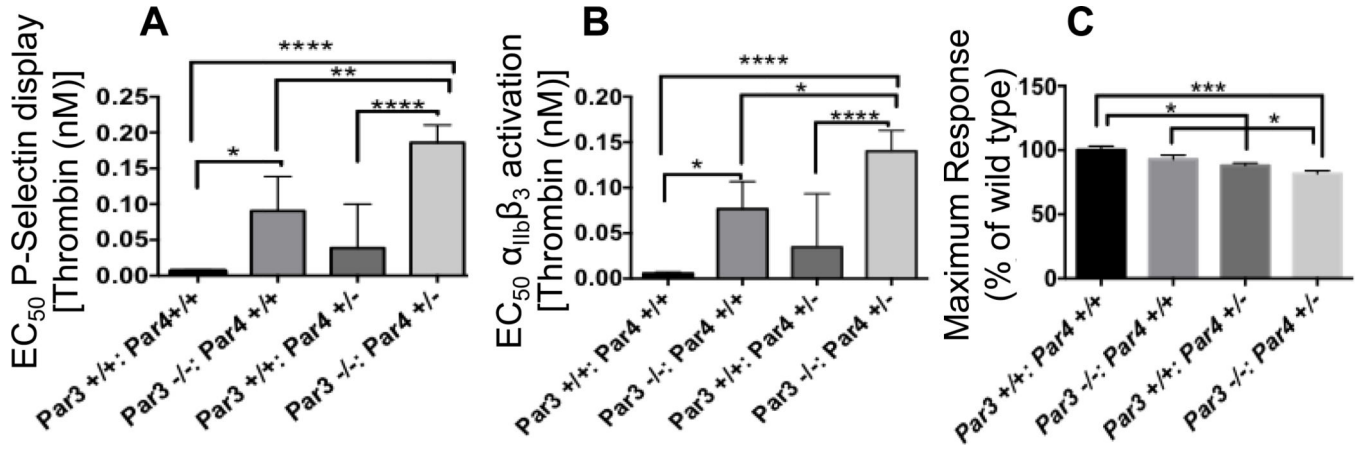 A
EC50 P-Selectin display
[Thrombin (nM)]
****
**
****
*
0.25
0.20
0.15
0.10
0.05
0.00
Par3 +/+: Par4+/+
Par3 -/-: Par4 +/+
Par3 +/+: Par4 +/-
Par3 -/-: Par4 +/-
B
EC50 αIIbβ3 activation
[Thrombin (nM)]
****
*
****
*
0.20
0.15
0.10
0.05
0.00
Par3 +/+: Par4 +/+
Par3 -/-: Par4 +/+
Par3 +/+: Par4 +/-
Par3 -/-: Par4 +/-
C
Maximum Response
(% of wild type)
***
*
*
150
100
50
0
Par3 +/+: Par4 +/+
Par3 -/-: Par4 +/+
Par3 +/+: Par4 +/-
Par3 -/-: Par4 +/-